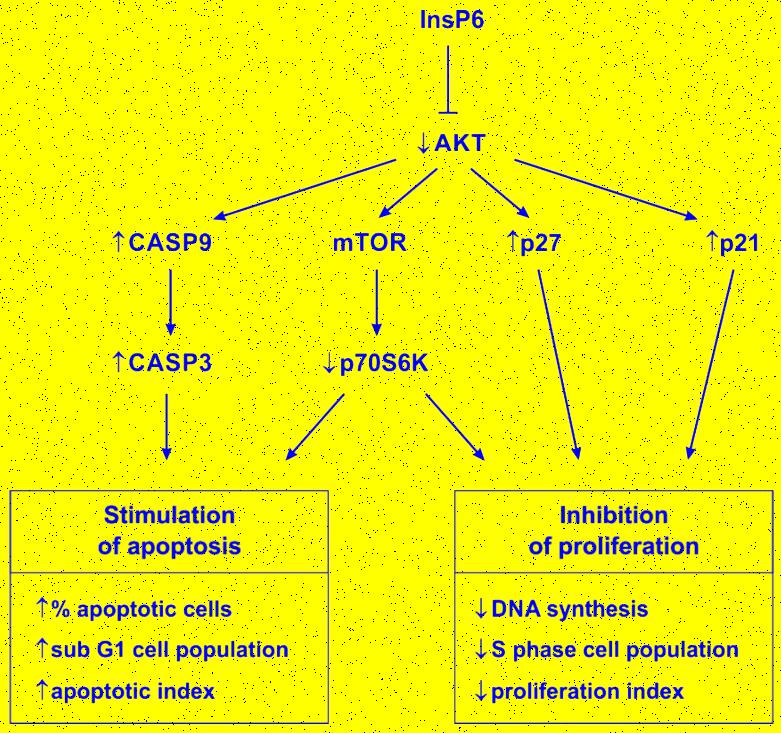 InsP6
↓AKT
↑CASP9
mTOR
↑p27
↑p21
↑CASP3
↓p70S6K
Stimulation
of apoptosis
↑% apoptotic cells
↑sub G1 cell population
↑apoptotic index
Inhibition
of proliferation
↓DNA synthesis
↓S phase cell population
↓proliferation index